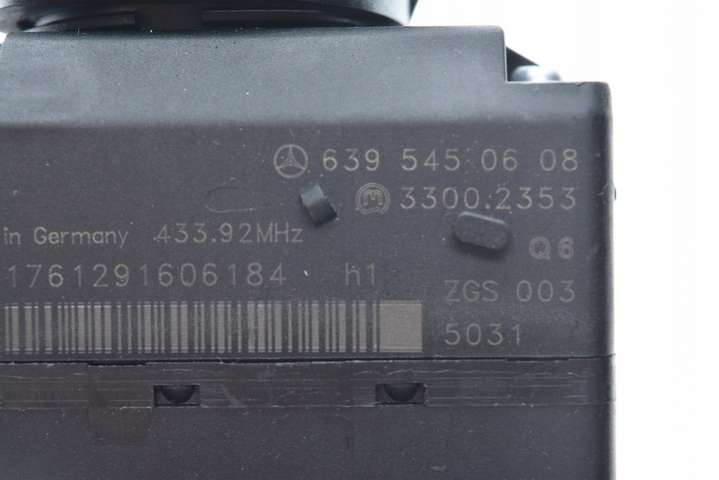 639 545 06 08
3300.2353
in Germany 433.92MHz
Q6
1761291606184 h1
ZGS 003
5031